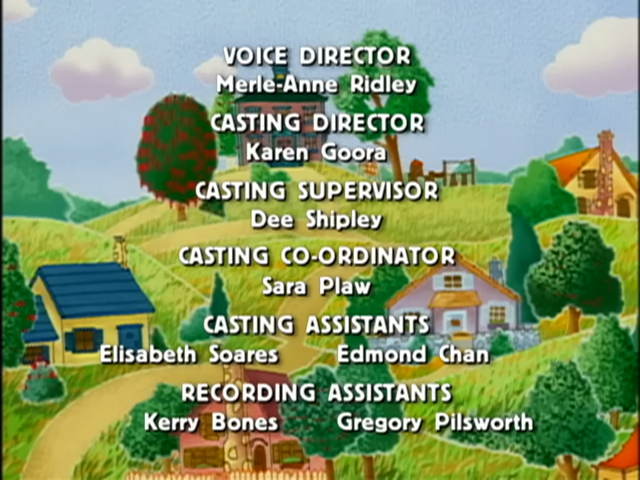 VOICE DIRECTOR
Merle-Anne Ridley
CASTING DIRECTOR
Karen Goora
CASTING SUPERVISOR
Dee Shipley
CASTING CO-ORDINATOR
Sara Plaw
CASTING ASSISTANTS
Elisabeth Soares Edmond Chan
RECORDING ASSISTANTS
Kerry Bones Gregory Pilsworth